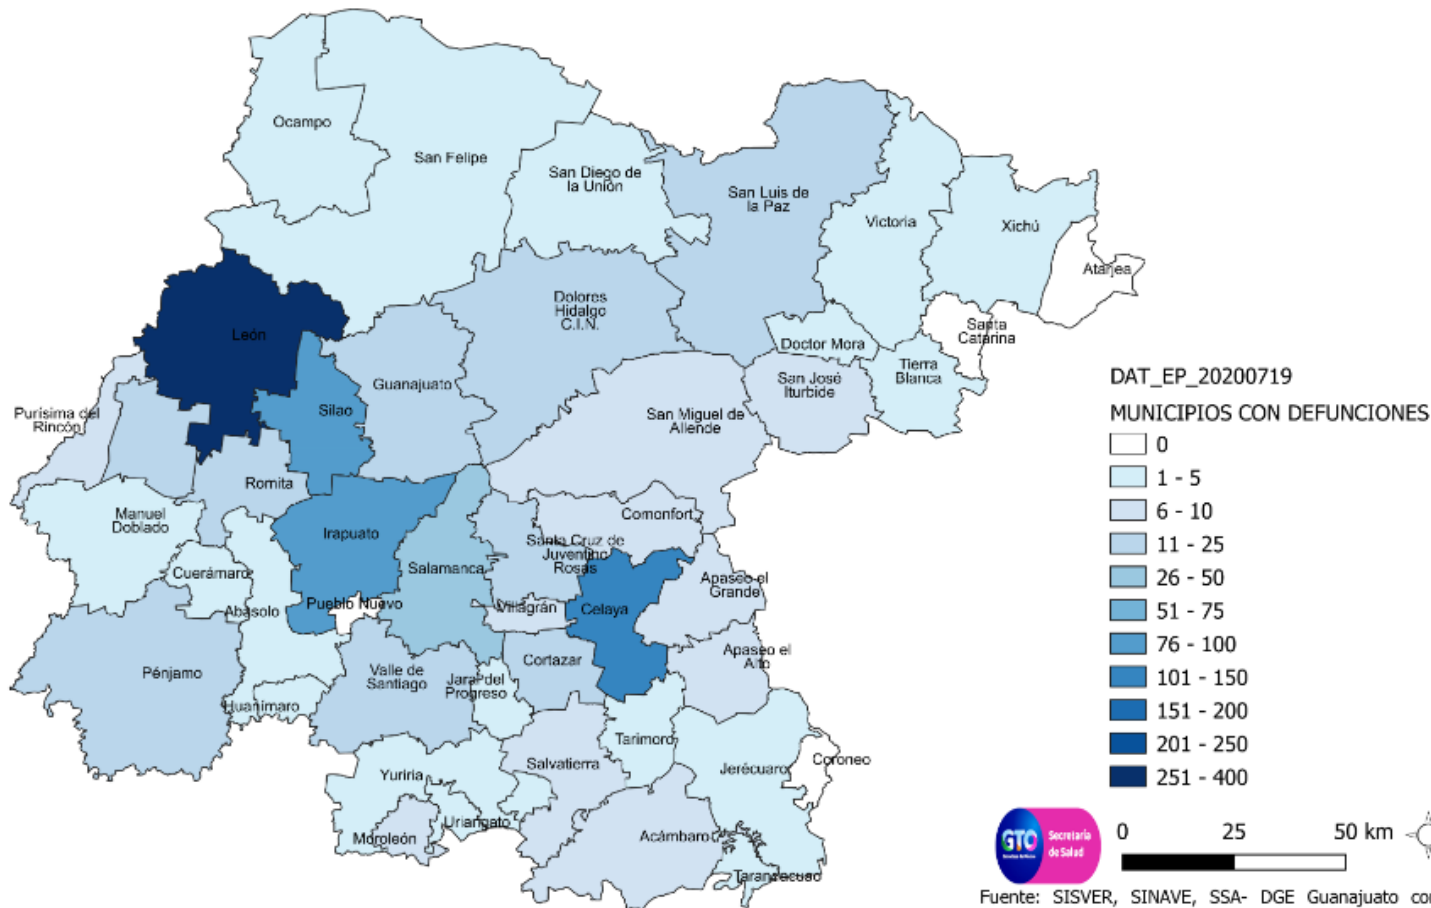 Ocampo
San Felipe
San Diego de
la Unión
San Luis de
la Paz
Victoria
Xichú
Atarjea
Dolores
Hidalgo
C.I.N.
León
Santa
Catarina
Doctor Mora
Tierra
Blanca
San José
Iturbide
Guanajuato
Silao
Purísima del
Rincón
San Miguel de
Allende
Romita
Manuel
Doblado
Irapuato
Comonfort
Santa Cruz de
Juventino
Rosas
Salamanca
Cuerámaro
Abasolo
Pueblo Nuevo
Villagrán
Celaya
Apaseo el
Grande
Apaseo el
Alto
Cortazar
Pénjamo
Valle de
Santiago
Jaral del
Progreso
Huanímaro
Tarimoro
Salvatierra
Yuriria
Jerécuaro
Coroneo
Uriangato
Moroleón
Acámbaro
Tarandacuao
DAT_EP_20200719
MUNICIPIOS CON DEFUNCIONES
0
1 - 5
6 - 10
11 - 25
26 - 50
51 - 75
76 - 100
101 - 150
151 - 200
201 - 250
251 - 400
GTO
Secretaría
de Salud
0 25 50 km
Fuente: SISVER, SINAVE, SSA- DGE Guanajuato co